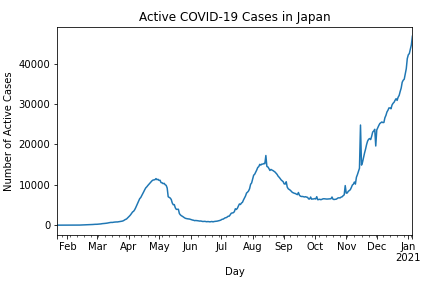 Active COVID-19 Cases in Japan
Number of Active Cases
40000
30000
20000
10000
0
Feb Mar Apr May Jun Jul Aug Sep Oct Nov Dec Jan
2021
Day